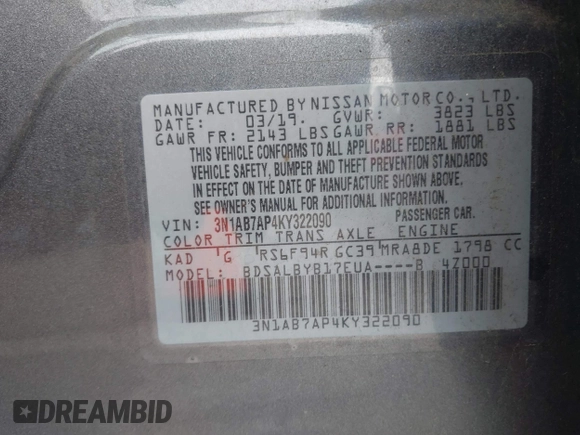 MANUFACTURED BY NISSAN MOTOR CO., LTD.
DATE: 03/19. GVWR: 3823 LBS
GAWR FR: 2143 LBS GAWR RR: 1881 LBS
THIS VEHICLE CONFORMS TO ALL APPLICABLE FEDERAL MOTOR
VEHICLE SAFETY, BUMPER AND THEFT PREVENTION STANDARDS
IN EFFECT ON THE DATE OF MANUFACTURE SHOWN ABOVE.
SEE OWNER'S MANUAL FOR ADDITIONAL INFORMATION.
VIN: 3N1AB7AP4KY322090 PASSENGER CAR.
COLOR TRIM TRANS AXLE ENGINE
KAD G RS6F94R GC39 MRA8DE 1798 CC
MODEL: BDSALBYB17EUA----B 4Z000
3N1AB7AP4KY322090
DREAMBID